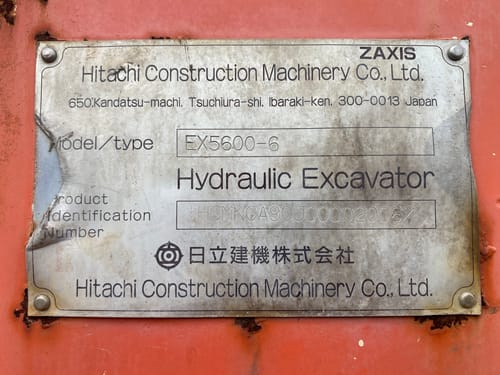 ZAXIS
Hitachi Construction Machinery Co., Ltd.
650,Kandatsu-machi, Tsuchiura-shi, Ibaraki-ken, 300-0013 Japan
Model/type EX5600-6
Hydraulic Excavator
Product
Identification
Number
日立建機株式会社
Hitachi Construction Machinery Co., Ltd.